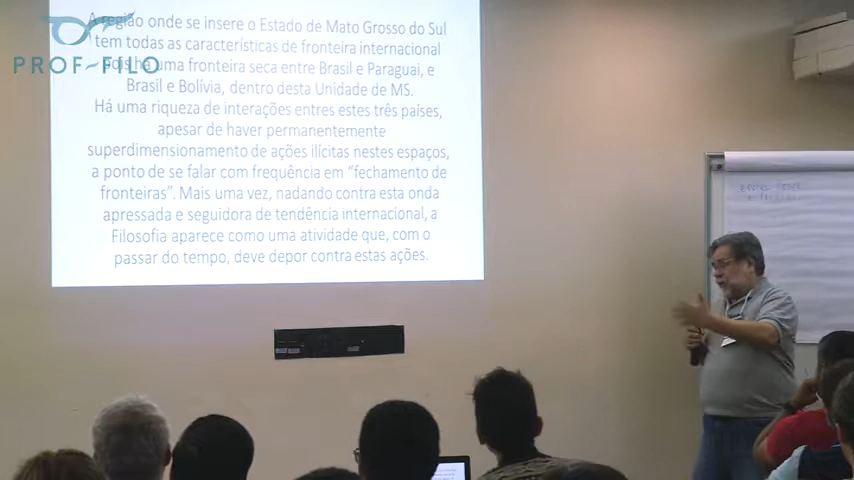 PROF-FILO
A região onde se insere o Estado de Mato Grosso do Sul
tem todas as características de fronteira internacional
pois há uma fronteira seca entre Brasil e Paraguai, e
Brasil e Bolívia, dentro desta Unidade de MS.
Há uma riqueza de interações entres estes três países,
apesar de haver permanentemente
superdimensionamento de ações ilícitas nestes espaços,
a ponto de se falar com frequência em “fechamento de
fronteiras”. Mais uma vez, nadando contra esta onda
apressada e seguidora de tendência internacional, a
Filosofia aparece como uma atividade que, com o
passar do tempo, deve depor contra estas ações.